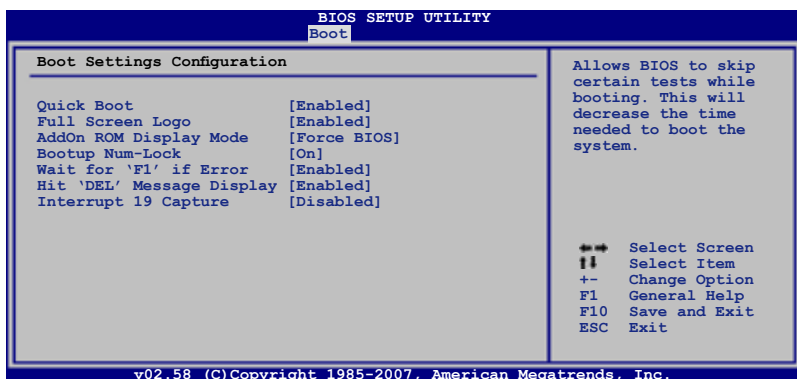 BIOS SETUP UTILITY
Boot
Boot Settings Configuration
Quick Boot [Enabled]
Full Screen Logo [Enabled]
AddOn ROM Display Mode [Force BIOS]
Bootup Num-Lock [On]
Wait for ‘F1’ if Error [Enabled]
Hit ‘DEL’ Message Display [Enabled]
Interrupt 19 Capture [Disabled]
Allows BIOS to skip
certain tests while
booting. This will
decrease the time
needed to boot the
system.
←→ Select Screen
↑↓ Select Item
+- Change Option
F1 General Help
F10 Save and Exit
ESC Exit
v02.58 (C)Copyright 1985-2007, American Megatrends, Inc.